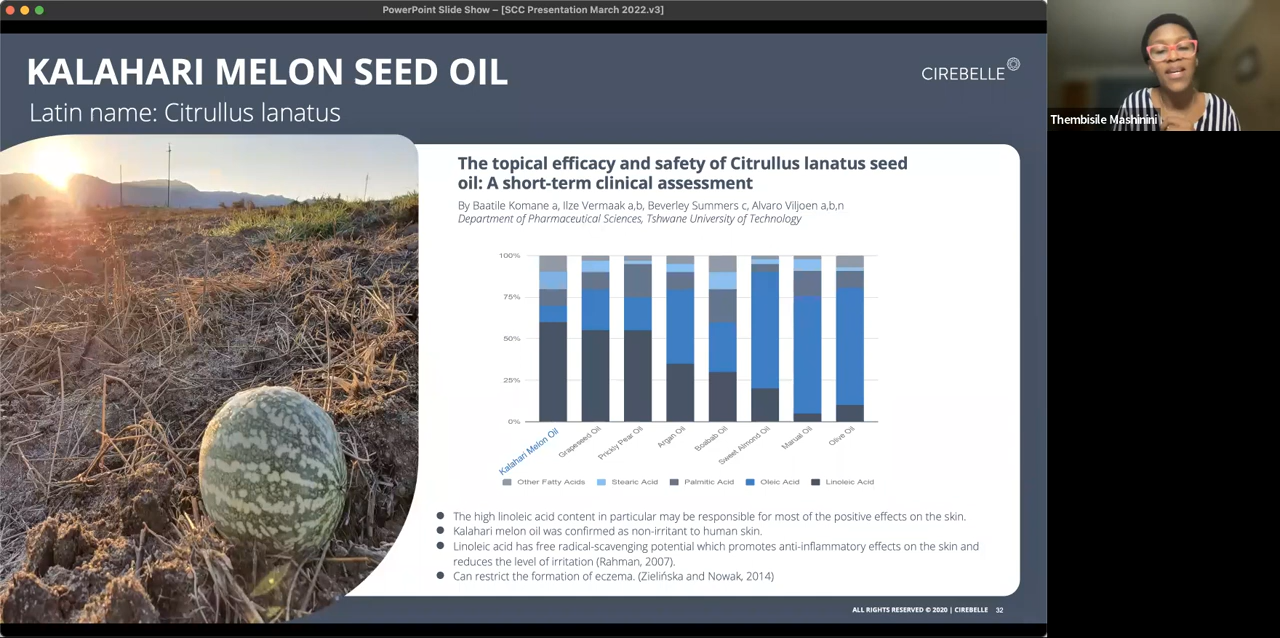 PowerPoint Slide Show – [SCC Presentation March 2022.v3]
KALAHARI MELON SEED OIL
Latin name: Citrullus lanatus
CIREBELLE
Thembisile Mashinini
The topical efficacy and safety of Citrullus lanatus seed
oil: A short-term clinical assessment
By Baatile Komane a, Ilze Vermaak a,b, Beverley Summers c, Alvaro Viljoen a,b,n
Department of Pharmaceutical Sciences, Tshwane University of Technology
100%
75%
50%
25%
0%
Kalahari Melon Oil
Grapeseed Oil
Prickly Pear Oil
Argan Oil
Boabab Oil
Sweet Almond Oil
Marual Oil
Olive Oil
Other Fatty Acids Stearic Acid Palmitic Acid Oleic Acid Linoleic Acid
The high linoleic acid content in particular may be responsible for most of the positive effects on the skin.
Kalahari melon oil was confirmed as non-irritant to human skin.
Linoleic acid has free radical-scavenging potential which promotes anti-inflammatory effects on the skin and
reduces the level of irritation (Rahman, 2007).
Can restrict the formation of eczema. (Zielińska and Nowak, 2014)
ALL RIGHTS RESERVED © 2020 | CIREBELLE 32